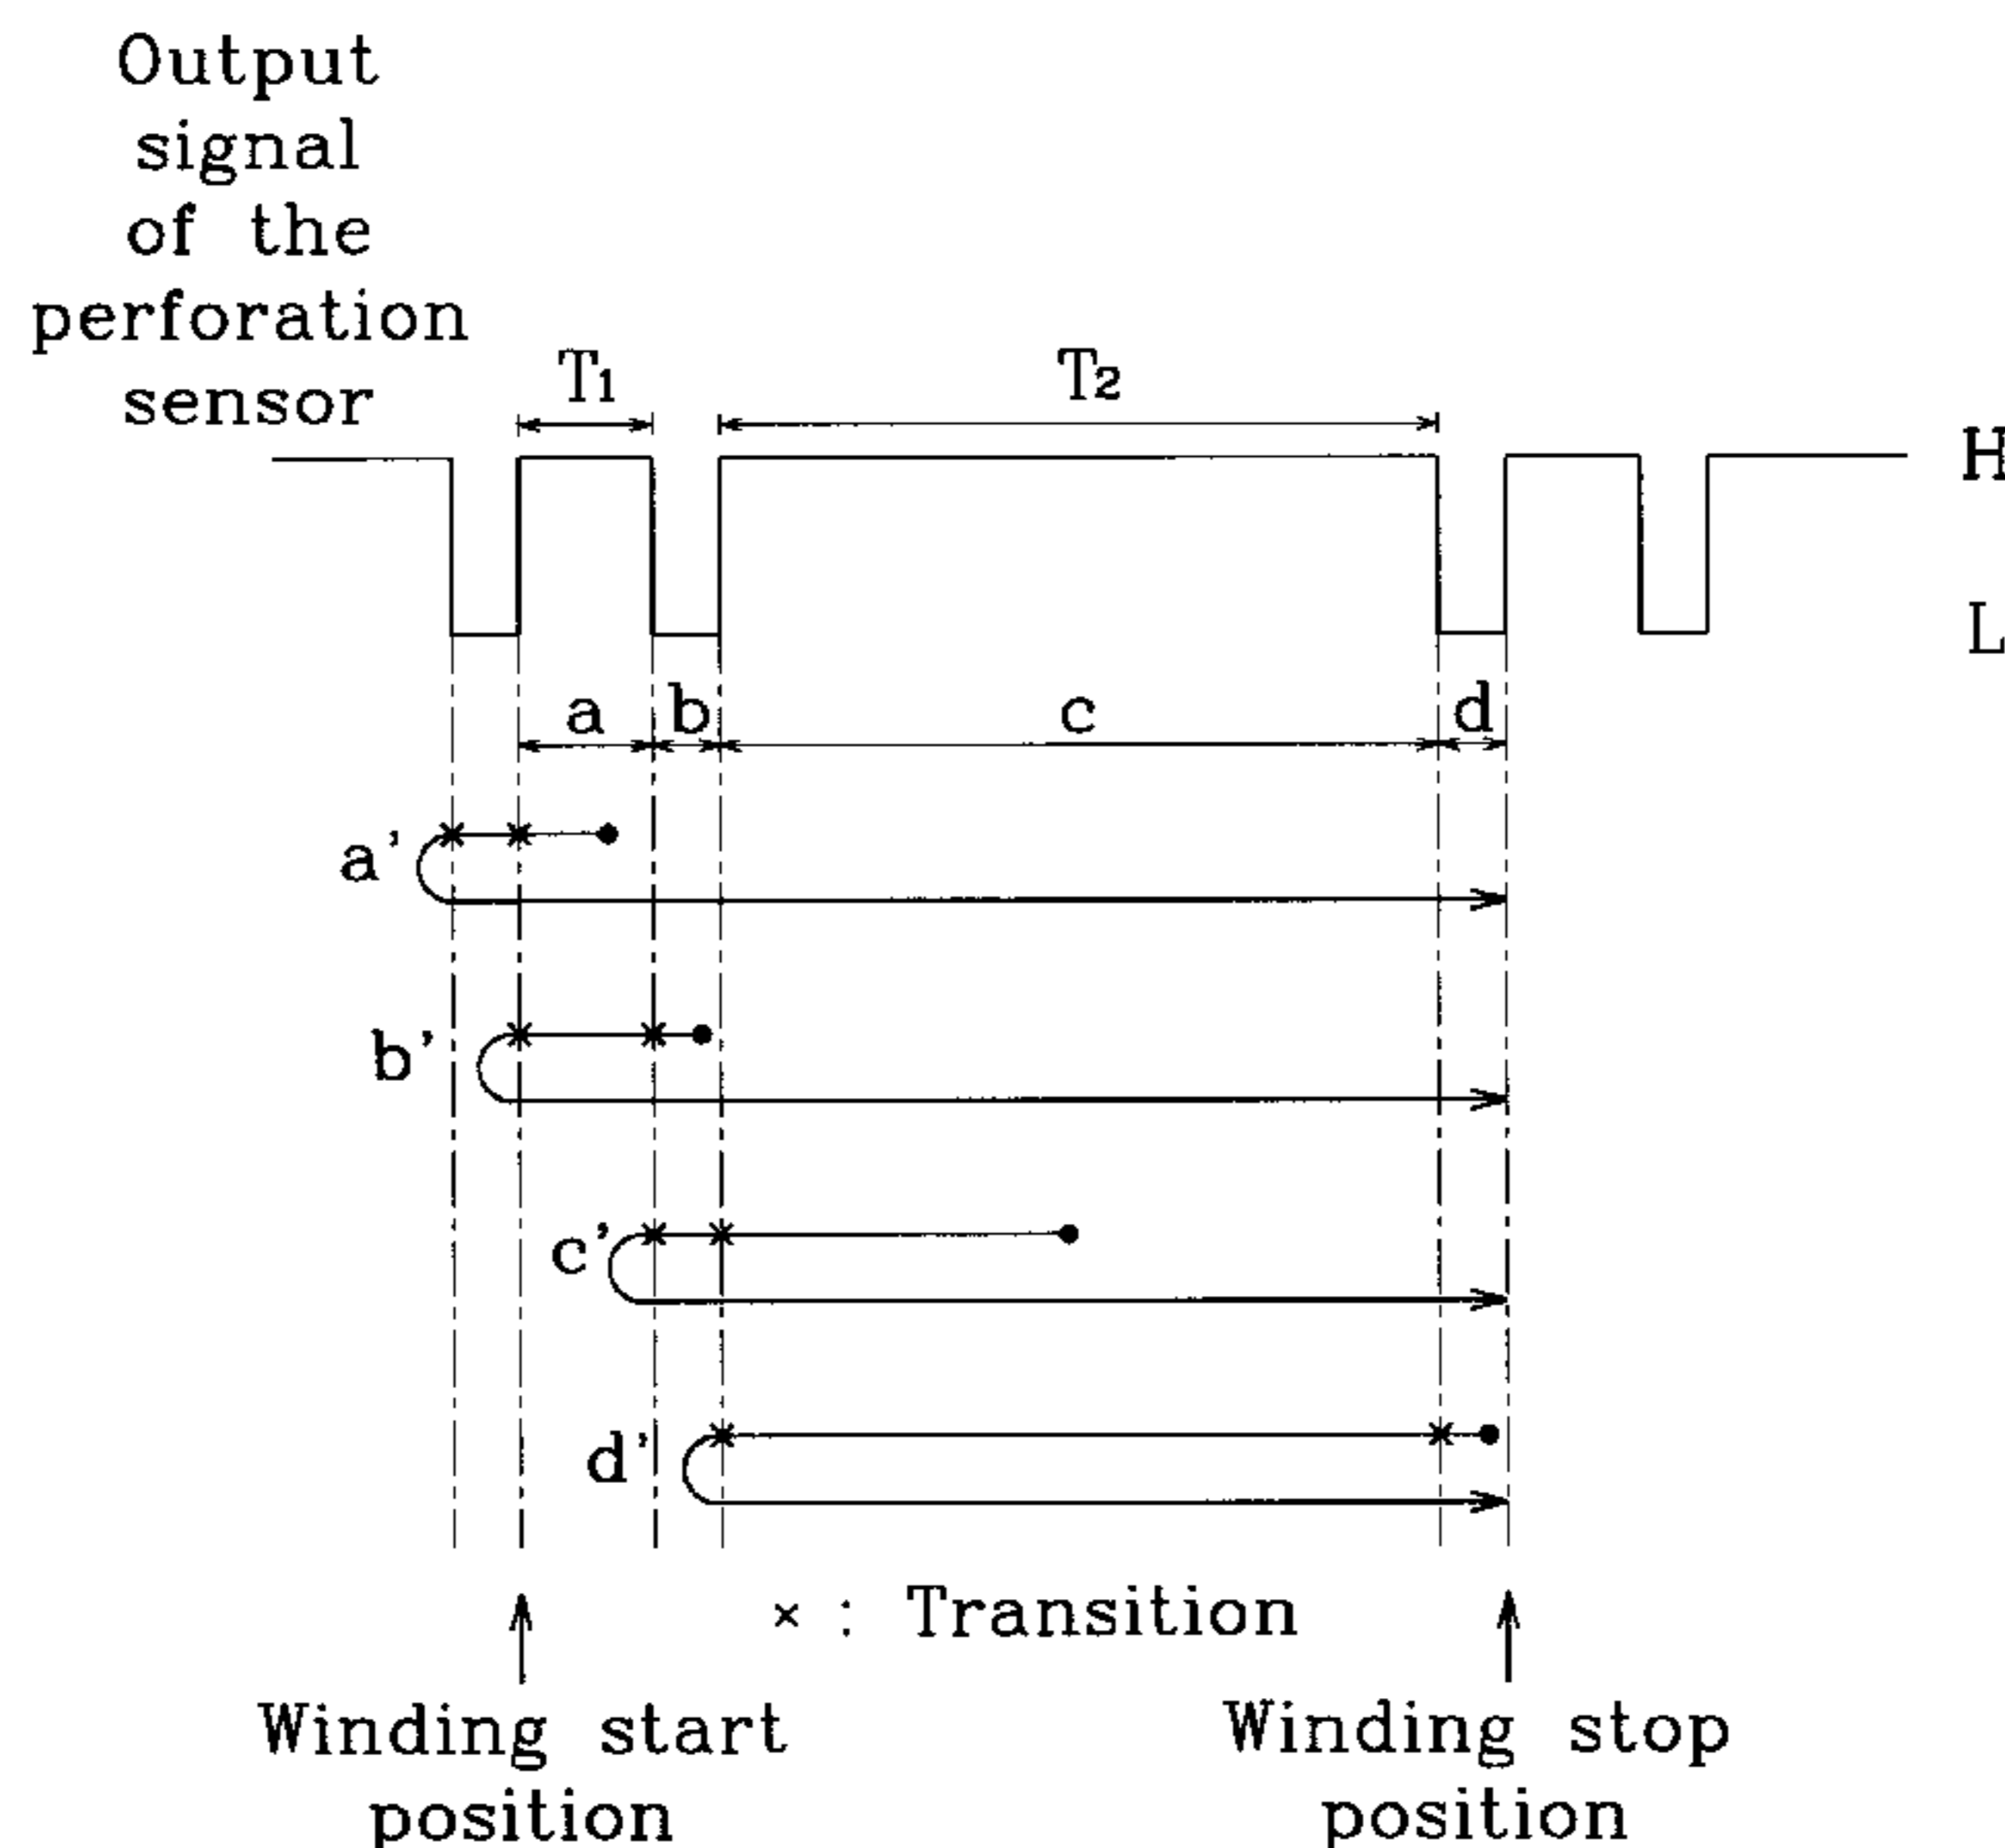 Output
signal
of the
perforation
sensor
T1
T2
H
L
a
b
c
d
a'
b'
c'
d'
× : Transition
Winding start
position
Winding stop
position